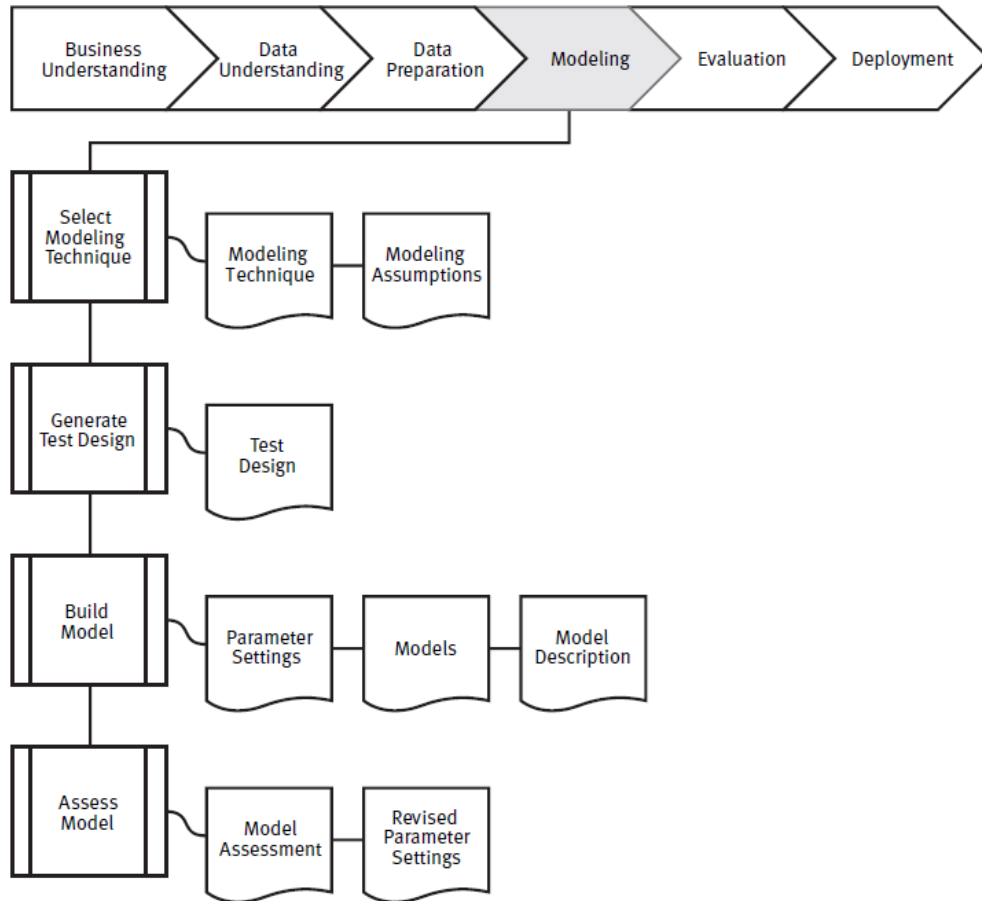 Business
Understanding
Data
Understanding
Data
Preparation
Modeling
Evaluation
Deployment
Select
Modeling
Technique
Modeling
Technique
Modeling
Assumptions
Generate
Test Design
Test
Design
Build
Model
Parameter
Settings
Models
Model
Description
Assess
Model
Model
Assessment
Revised
Parameter
Settings